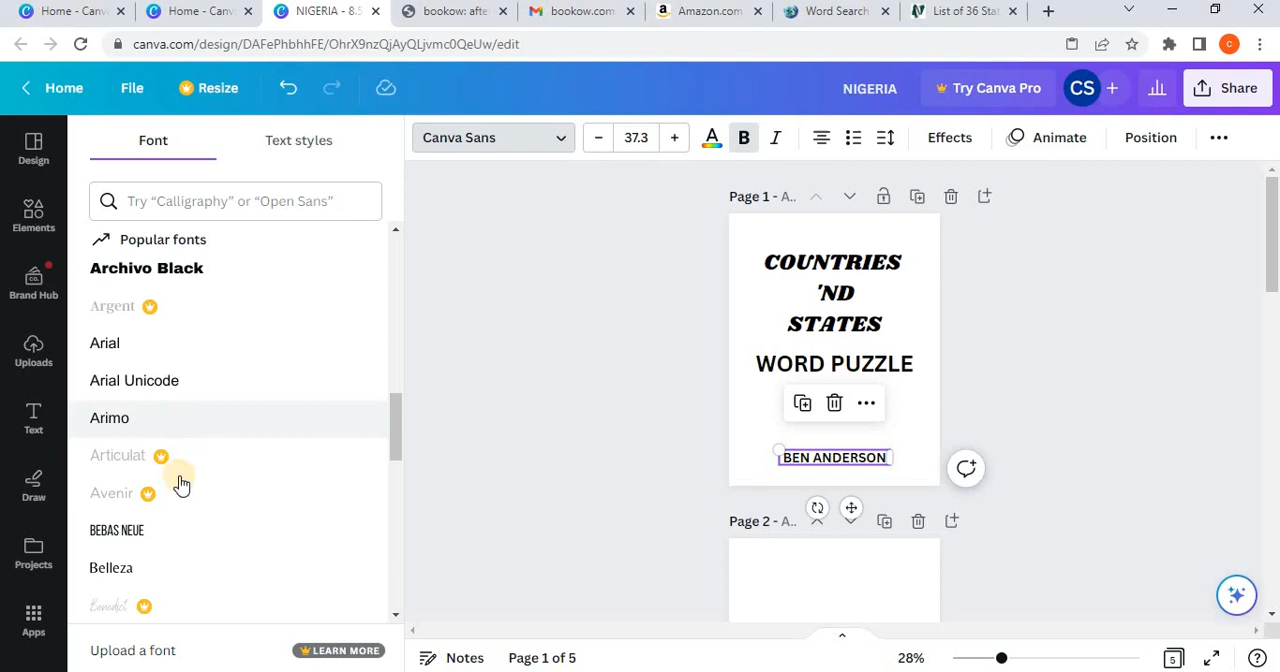 Home - Canv
Home - Canv
NIGERIA - 8.5
bookow: afte
bookow.com
Amazon.com
Word Search
List of 36 Sta
canva.com/design/DAFePhbhhFE/OhrX9nzQjAyQLjvmc0QeUw/edit
C
Home
File
Resize
NIGERIA
Try Canva Pro
CS
Share
Font
Text styles
Canva Sans
37.3
A
B
I
Effects
Animate
Position
Design
Elements
Brand Hub
Uploads
Text
Draw
Projects
Apps
Try “Calligraphy” or “Open Sans”
Popular fonts
Archivo Black
Argent
Arial
Arial Unicode
Arimo
Articulat
Avenir
BEBAS NEUE
Belleza
Benedict
Upload a font
LEARN MORE
Page 1 - A..
COUNTRIES
'ND
STATES
WORD PUZZLE
BEN ANDERSON
Page 2 - A..
Notes
Page 1 of 5
28%
5